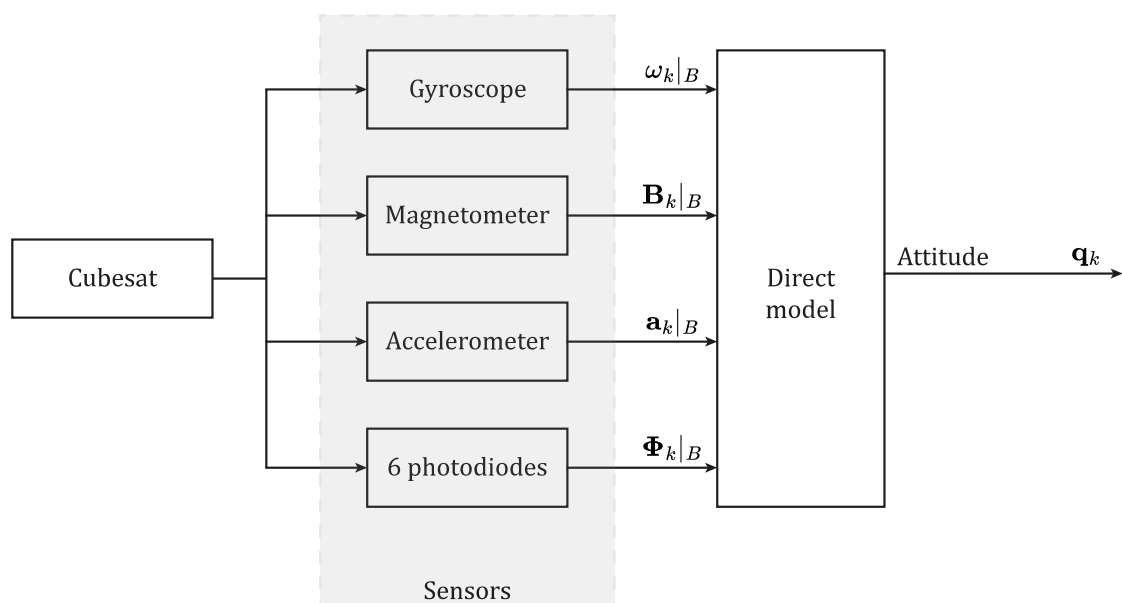 Cubesat
Gyroscope
Magnetometer
Accelerometer
6 photodiodes
Sensors
ωₖ|B
𝐁ₖ|B
𝐚ₖ|B
𝚽ₖ|B
Direct
model
Attitude
𝐪ₖ